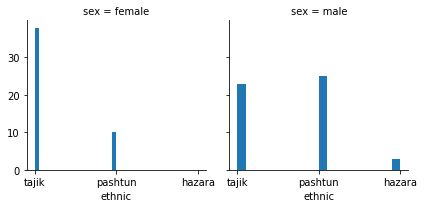 sex = female
sex = male
30
20
10
0
tajik pashtun hazara
tajik pashtun hazara
ethnic
ethnic